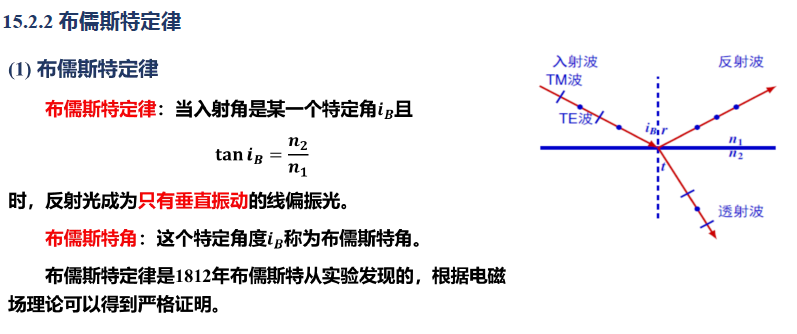 15.2.2 布儒斯特定律
(1) 布儒斯特定律
布儒斯特定律：当入射角是某一个特定角i_B且
tan i_B = n_2/n_1
时，反射光成为只有垂直振动的线偏振光。
布儒斯特角：这个特定角度i_B称为布儒斯特角。
布儒斯特定律是1812年布儒斯特从实验发现的，根据电磁
场理论可以得到严格证明。
入射波
TM波
TE波
反射波
i_B r
n_1
n_2
t
透射波